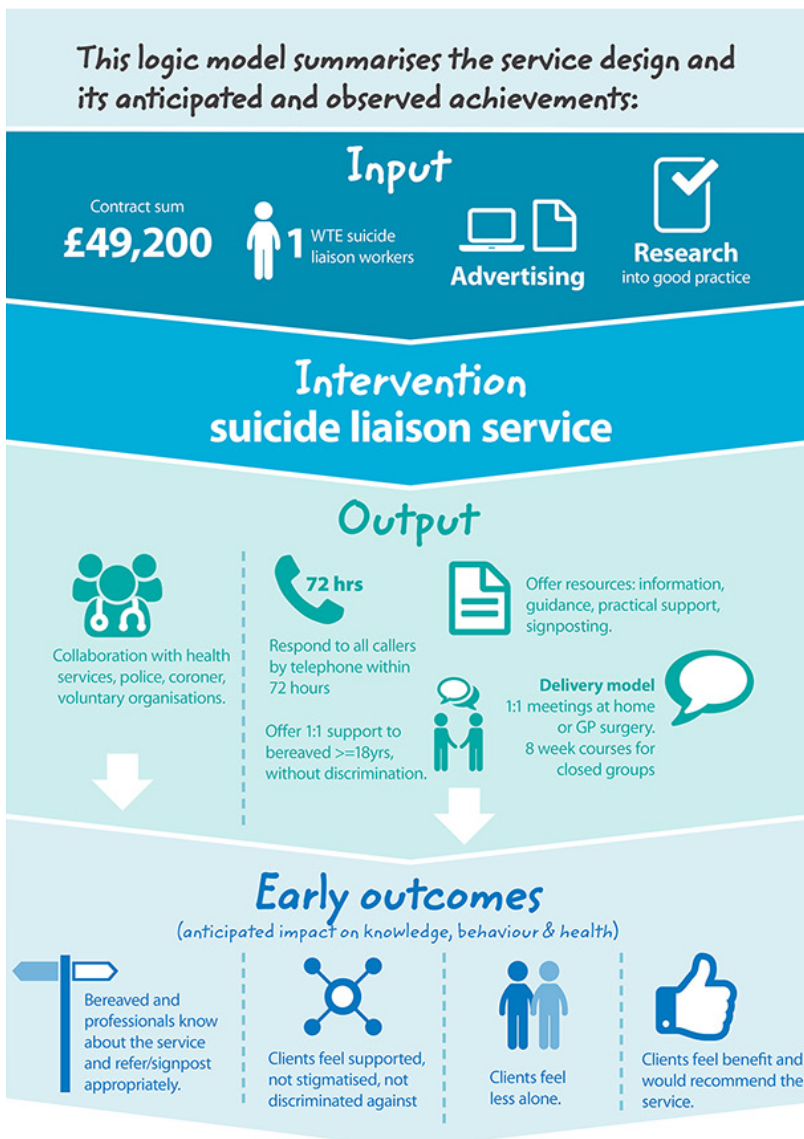 This logic model summarises the service design and
its anticipated and observed achievements:
Input
Contract sum
£49,200
1
WTE suicide
liaison workers
Advertising
Research
into good practice
Intervention
suicide liaison service
Output
Collaboration with health
services, police, coroner,
voluntary organisations.
72 hrs
Respond to all callers
by telephone within
72 hours
Offer 1:1 support to
bereaved >=18yrs,
without discrimination.
Offer resources: information,
guidance, practical support,
signposting.
Delivery model
1:1 meetings at home
or GP surgery.
8 week courses for
closed groups
Early outcomes
(anticipated impact on knowledge, behaviour & health)
Bereaved and
professionals know
about the service
and refer/signpost
appropriately.
Clients feel supported,
not stigmatised, not
discriminated against
Clients feel
less alone.
Clients feel benefit and
would recommend the
service.